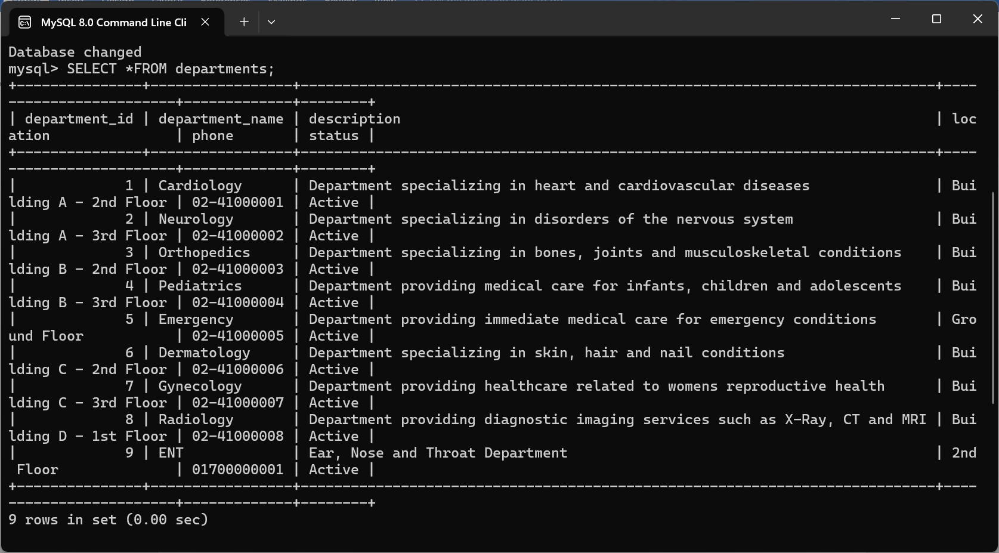 MySQL 8.0 Command Line Cli
Database changed
mysql> SELECT *FROM departments;
+---------------+-----------------+----------------------------------------------------------------------------+----
--------------------+-------------+--------+
| department_id | department_name | description                                                                | loc
ation               | phone       | status |
+---------------+-----------------+----------------------------------------------------------------------------+----
--------------------+-------------+--------+
|             1 | Cardiology      | Department specializing in heart and cardiovascular diseases               | Bui
lding A - 2nd Floor | 02-41000001 | Active |
|             2 | Neurology       | Department specializing in disorders of the nervous system                 | Bui
lding A - 3rd Floor | 02-41000002 | Active |
|             3 | Orthopedics     | Department specializing in bones, joints and musculoskeletal conditions    | Bui
lding B - 2nd Floor | 02-41000003 | Active |
|             4 | Pediatrics      | Department providing medical care for infants, children and adolescents    | Bui
lding B - 3rd Floor | 02-41000004 | Active |
|             5 | Emergency       | Department providing immediate medical care for emergency conditions       | Gro
und Floor           | 02-41000005 | Active |
|             6 | Dermatology     | Department specializing in skin, hair and nail conditions                  | Bui
lding C - 2nd Floor | 02-41000006 | Active |
|             7 | Gynecology      | Department providing healthcare related to womens reproductive health      | Bui
lding C - 3rd Floor | 02-41000007 | Active |
|             8 | Radiology       | Department providing diagnostic imaging services such as X-Ray, CT and MRI | Bui
lding D - 1st Floor | 02-41000008 | Active |
|             9 | ENT             | Ear, Nose and Throat Department                                            | 2nd
 Floor              | 01700000001 | Active |
+---------------+-----------------+----------------------------------------------------------------------------+----
--------------------+-------------+--------+
9 rows in set (0.00 sec)